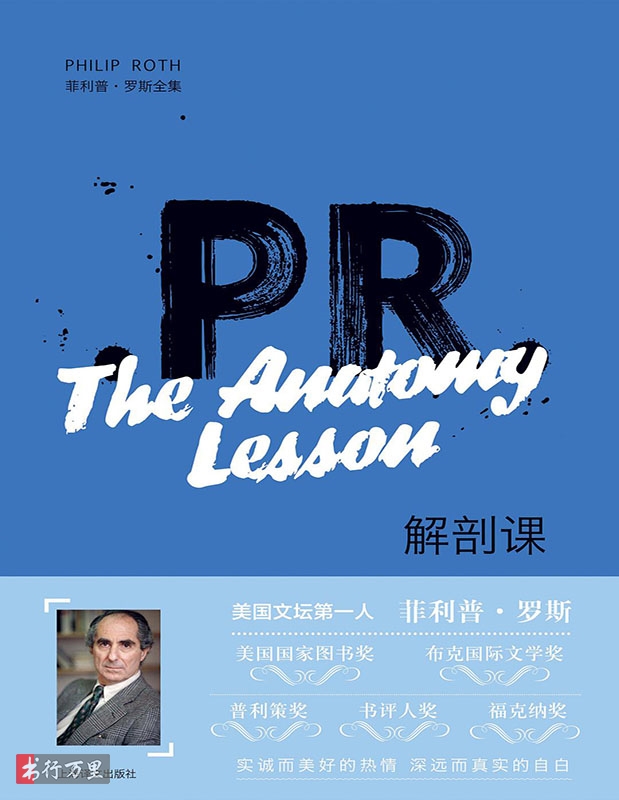 PHILIP ROTH
菲利普·罗斯全集
PR
The Anatomy
Lesson
解剖课
美国文坛第一人 菲利普·罗斯
美国国家图书奖 布克国际文学奖
普利策奖 书评人奖 福克纳奖
实诚而美好的热情 深远而真实的自白
书行万里
出版社